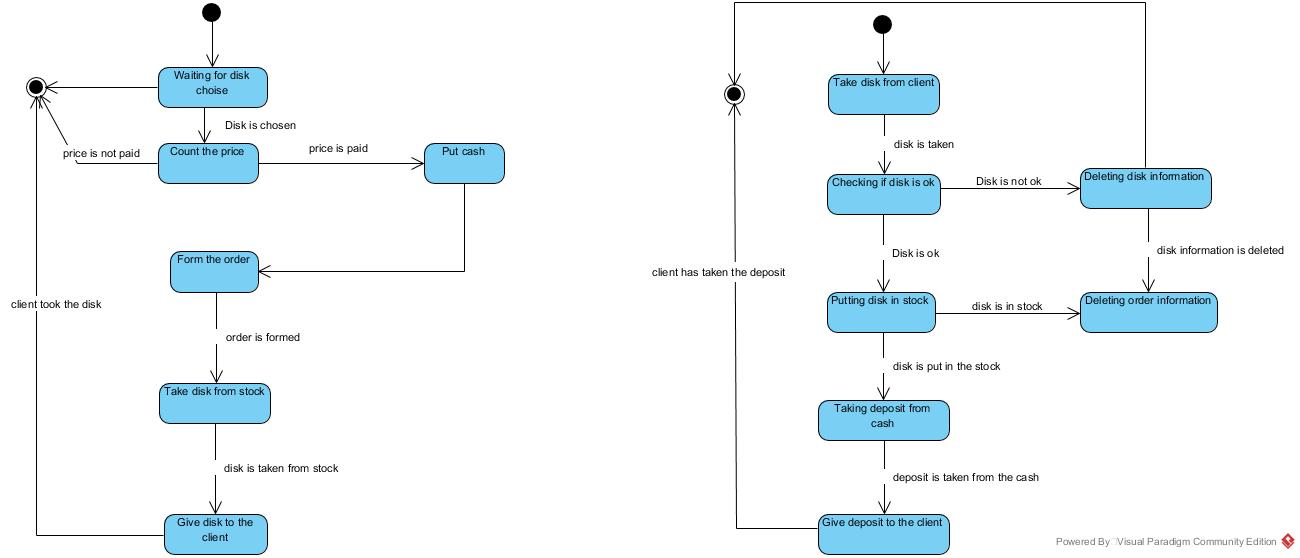 Waiting for disk
choise
Disk is chosen
price is not paid
Count the price
price is paid
Put cash
Form the order
client took the disk
order is formed
Take disk from stock
disk is taken from stock
Give disk to the
client
Take disk from client
disk is taken
Checking if disk is ok
Disk is not ok
Deleting disk information
Disk is ok
disk information is deleted
client has taken the deposit
Putting disk in stock
disk is in stock
Deleting order information
disk is put in the stock
Taking deposit from
cash
deposit is taken from the cash
Give deposit to the client
Powered By Visual Paradigm Community Edition